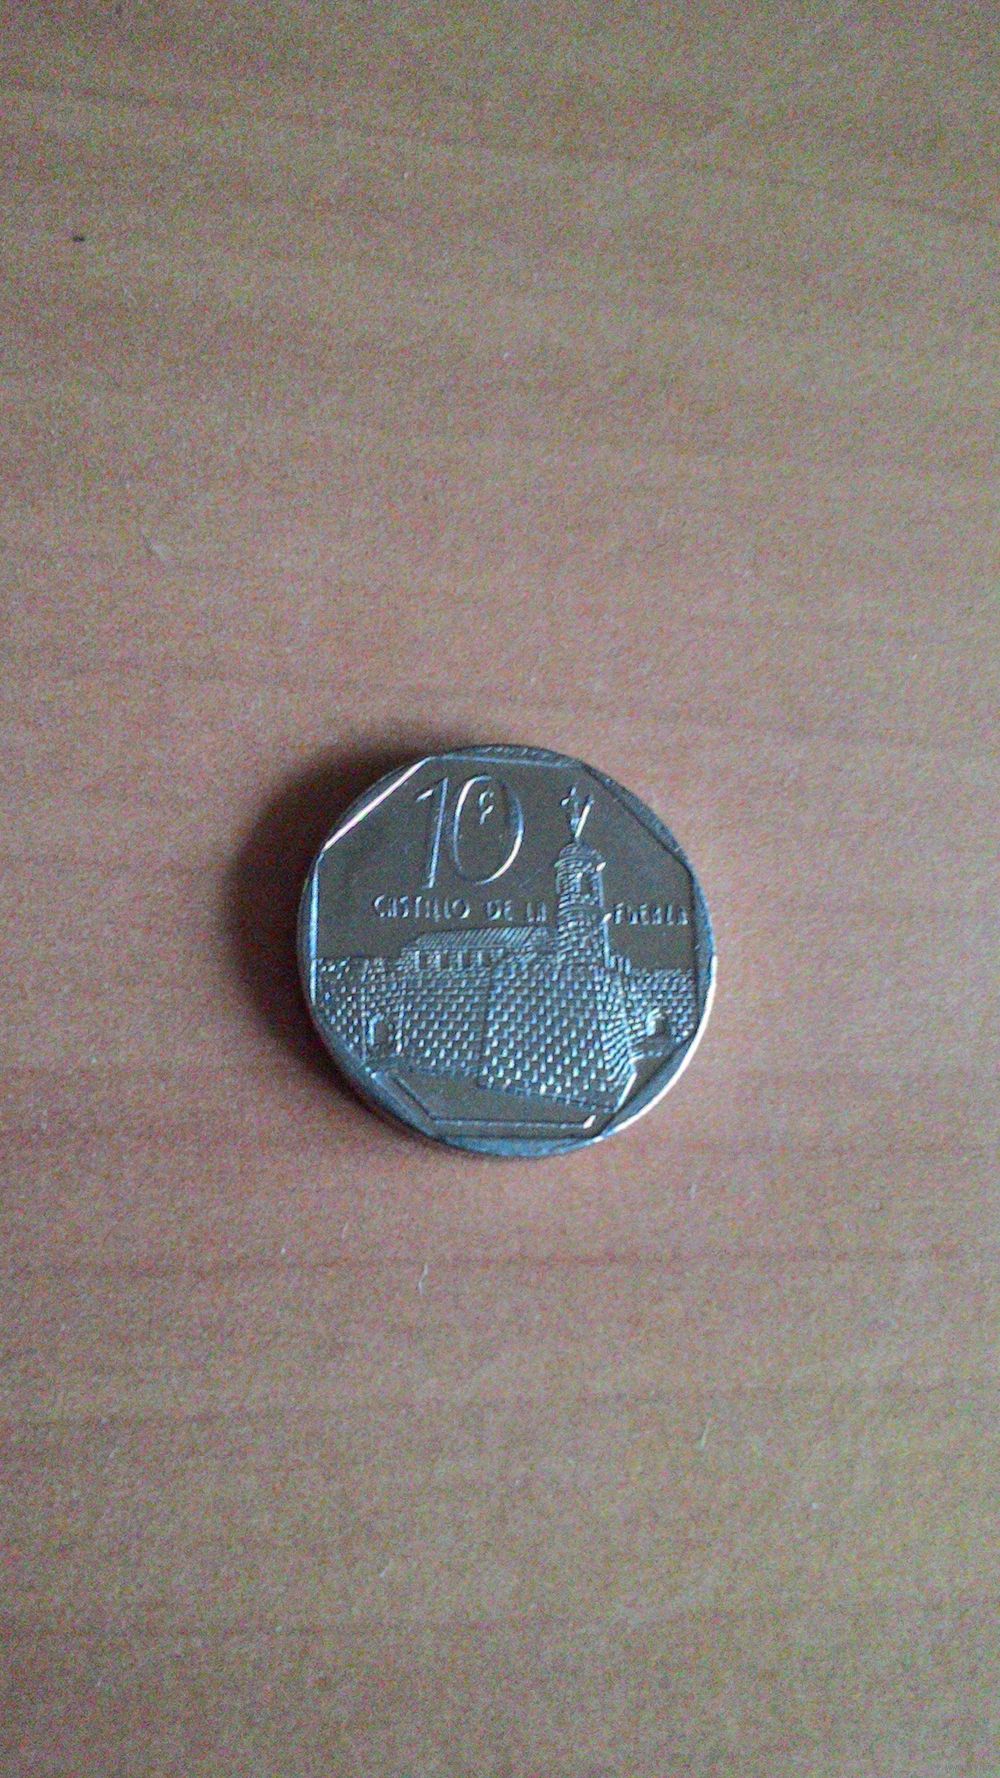 10¢
CASTILLO DE LA FUERZA